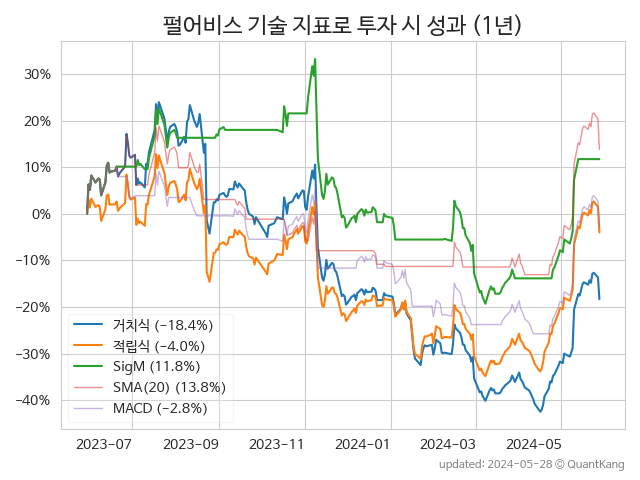 펄어비스 기술 지표로 투자 시 성과 (1년)
30%
20%
10%
0%
−10%
−20%
−30%
−40%
거치식 (−18.4%)
적립식 (−4.0%)
SigM (11.8%)
SMA(20) (13.8%)
MACD (−2.8%)
2023-07 2023-09 2023-11 2024-01 2024-03 2024-05
updated: 2024-05-28 ⓒ QuantKang